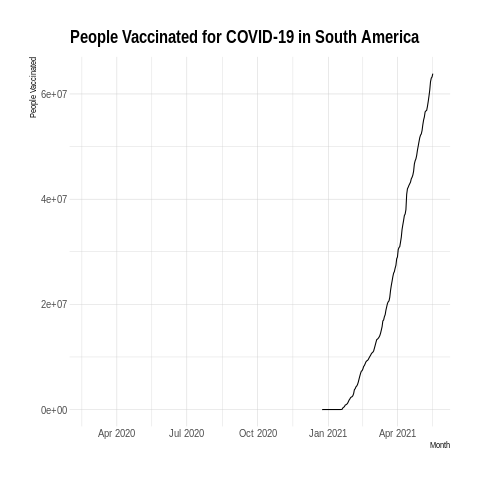 People Vaccinated for COVID-19 in South America
People Vaccinated
6e+07
4e+07
2e+07
0e+00
Apr 2020 Jul 2020 Oct 2020 Jan 2021 Apr 2021
Month